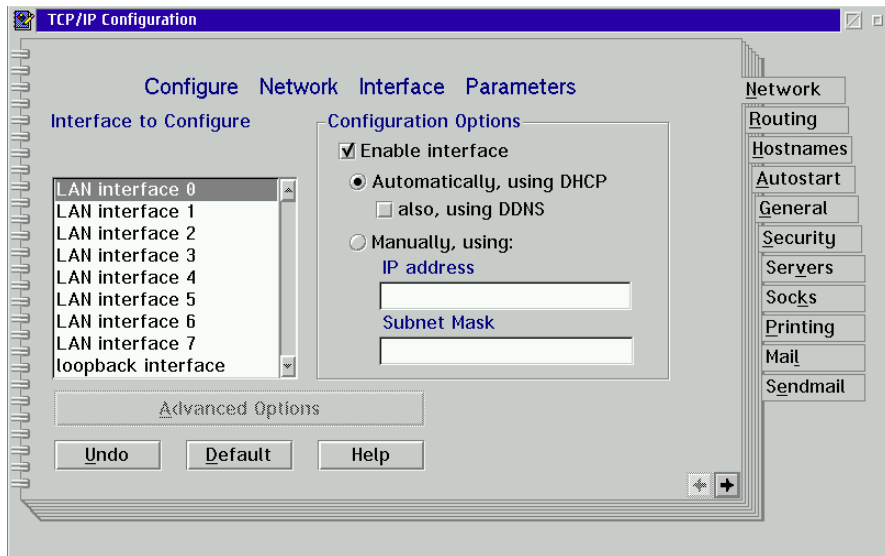 TCP/IP Configuration
Configure Network Interface Parameters
Interface to Configure
LAN interface 0
LAN interface 1
LAN interface 2
LAN interface 3
LAN interface 4
LAN interface 5
LAN interface 6
LAN interface 7
loopback interface
Configuration Options
Enable interface
Automatically, using DHCP
also, using DDNS
Manually, using:
IP address
Subnet Mask
Advanced Options
Undo
Default
Help
Network
Routing
Hostnames
Autostart
General
Security
Servers
Socks
Printing
Mail
Sendmail